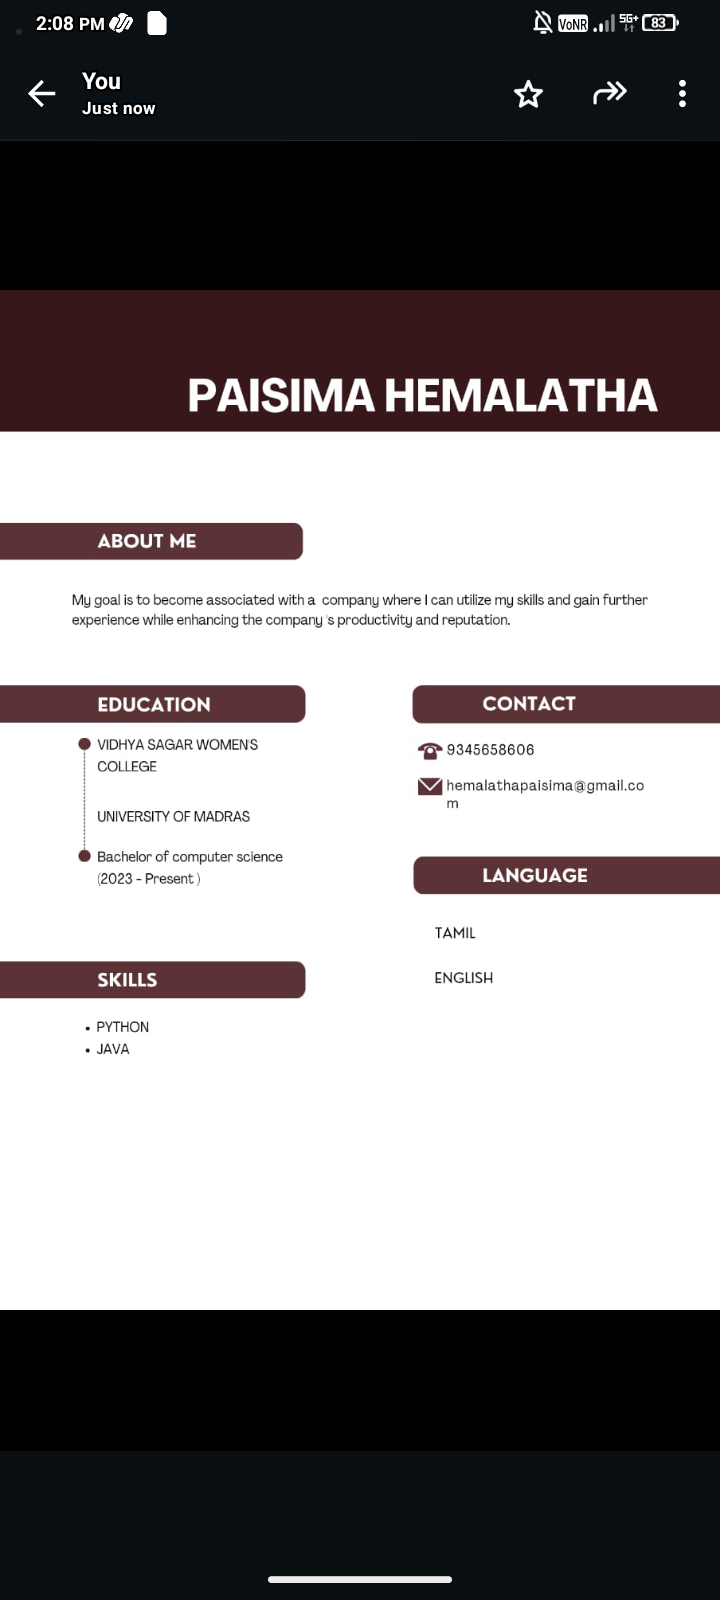 2:08 PM
VoNR 5G+ 83
You
Just now
PAISIMA HEMALATHA
ABOUT ME
My goal is to become associated with a company where I can utilize my skills and gain further
experience while enhancing the company 's productivity and reputation.
EDUCATION
VIDHYA SAGAR WOMEN'S
COLLEGE
UNIVERSITY OF MADRAS
Bachelor of computer science
(2023 - Present )
CONTACT
9345658606
hemalathapaisima@gmail.co
m
LANGUAGE
TAMIL
ENGLISH
SKILLS
• PYTHON
• JAVA